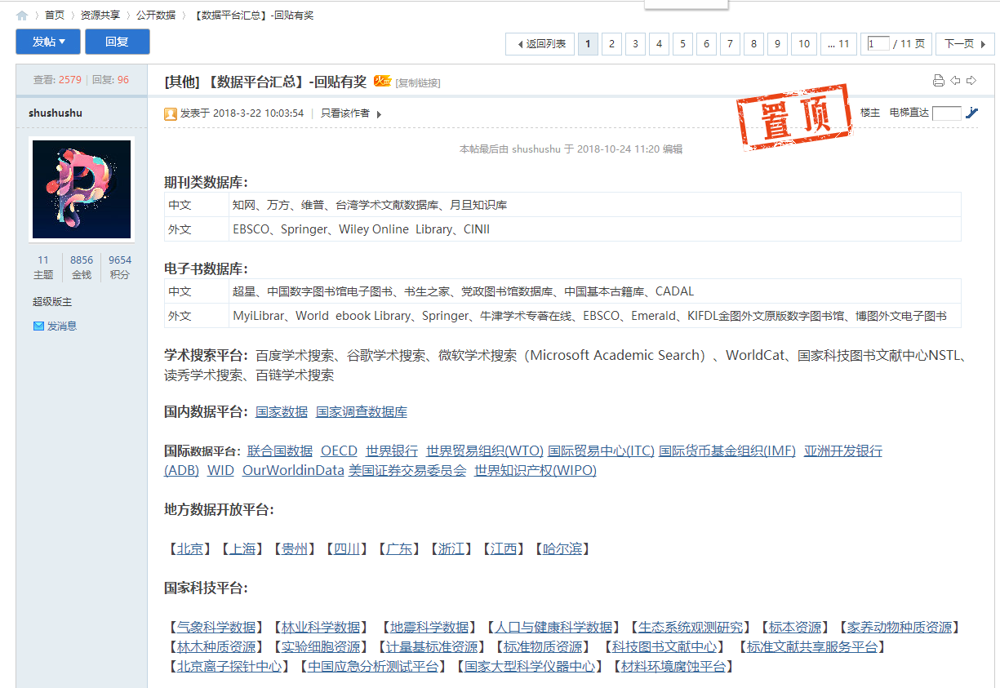 首页 〉 资源共享 〉 公开数据 〉 【数据平台汇总】-回贴有奖
发帖 回复
返回列表 1 2 3 4 5 6 7 8 9 10 ... 11 1 / 11 页 下一页
查看: 2579 | 回复: 96
[其他] 【数据平台汇总】-回贴有奖 火 [复制链接]
shushushu
发表于 2018-3-22 10:03:54 | 只看该作者
置顶
楼主 电梯直达
本帖最后由 shushushu 于 2018-10-24 11:20 编辑
11 8856 9654
主题 金钱 积分
超级版主
发消息
期刊类数据库：
中文 知网、万方、维普、台湾学术文献数据库、月旦知识库
外文 EBSCO、Springer、Wiley Online Library、CINII
电子书数据库：
中文 超星、中国数字图书馆电子图书、书生之家、党政图书馆数据库、中国基本古籍库、CADAL
外文 MyiLibrar、World ebook Library、Springer、牛津学术专著在线、EBSCO、Emerald、KIFDL金图外文原版数字图书馆、博图外文电子图书
学术搜索平台：百度学术搜索、谷歌学术搜索、微软学术搜索（Microsoft Academic Search）、WorldCat、国家科技图书文献中心NSTL、
读秀学术搜索、百链学术搜索
国内数据平台：国家数据 国家调查数据库
国际数据平台：联合国数据 OECD 世界银行 世界贸易组织(WTO) 国际贸易中心(ITC) 国际货币基金组织(IMF) 亚洲开发银行
(ADB) WID OurWorldinData 美国证券交易委员会 世界知识产权(WIPO)
地方数据开放平台：
【北京】【上海】【贵州】【四川】【广东】【浙江】【江西】【哈尔滨】
国家科技平台：
【气象科学数据】【林业科学数据】【地震科学数据】【人口与健康科学数据】【生态系统观测研究】【标本资源】【家养动物种质资源】
【林木种质资源】【实验细胞资源】【计量基标准资源】【标准物质资源】【科技图书文献中心】【标准文献共享服务平台】
【北京离子探针中心】【中国应急分析测试平台】【国家大型科学仪器中心】【材料环境腐蚀平台】